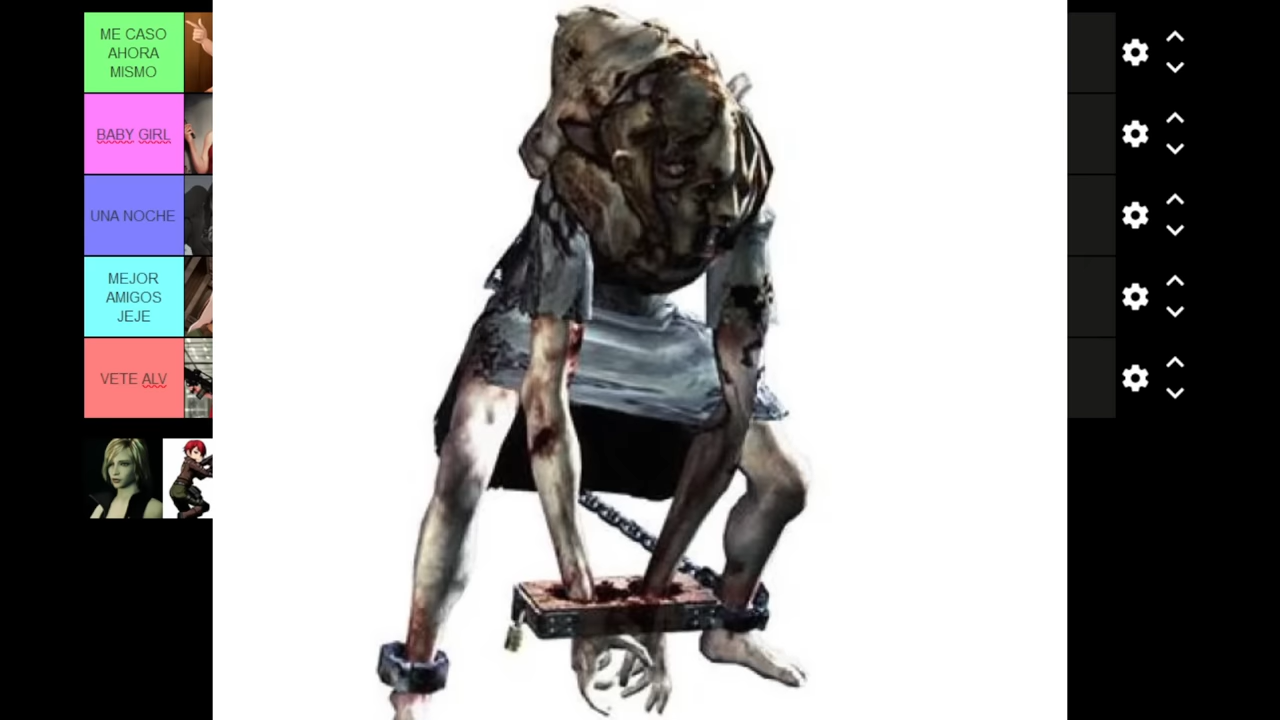 ME CASO
AHORA
MISMO
BABY GIRL
UNA NOCHE
MEJOR
AMIGOS
JEJE
VETE ALV